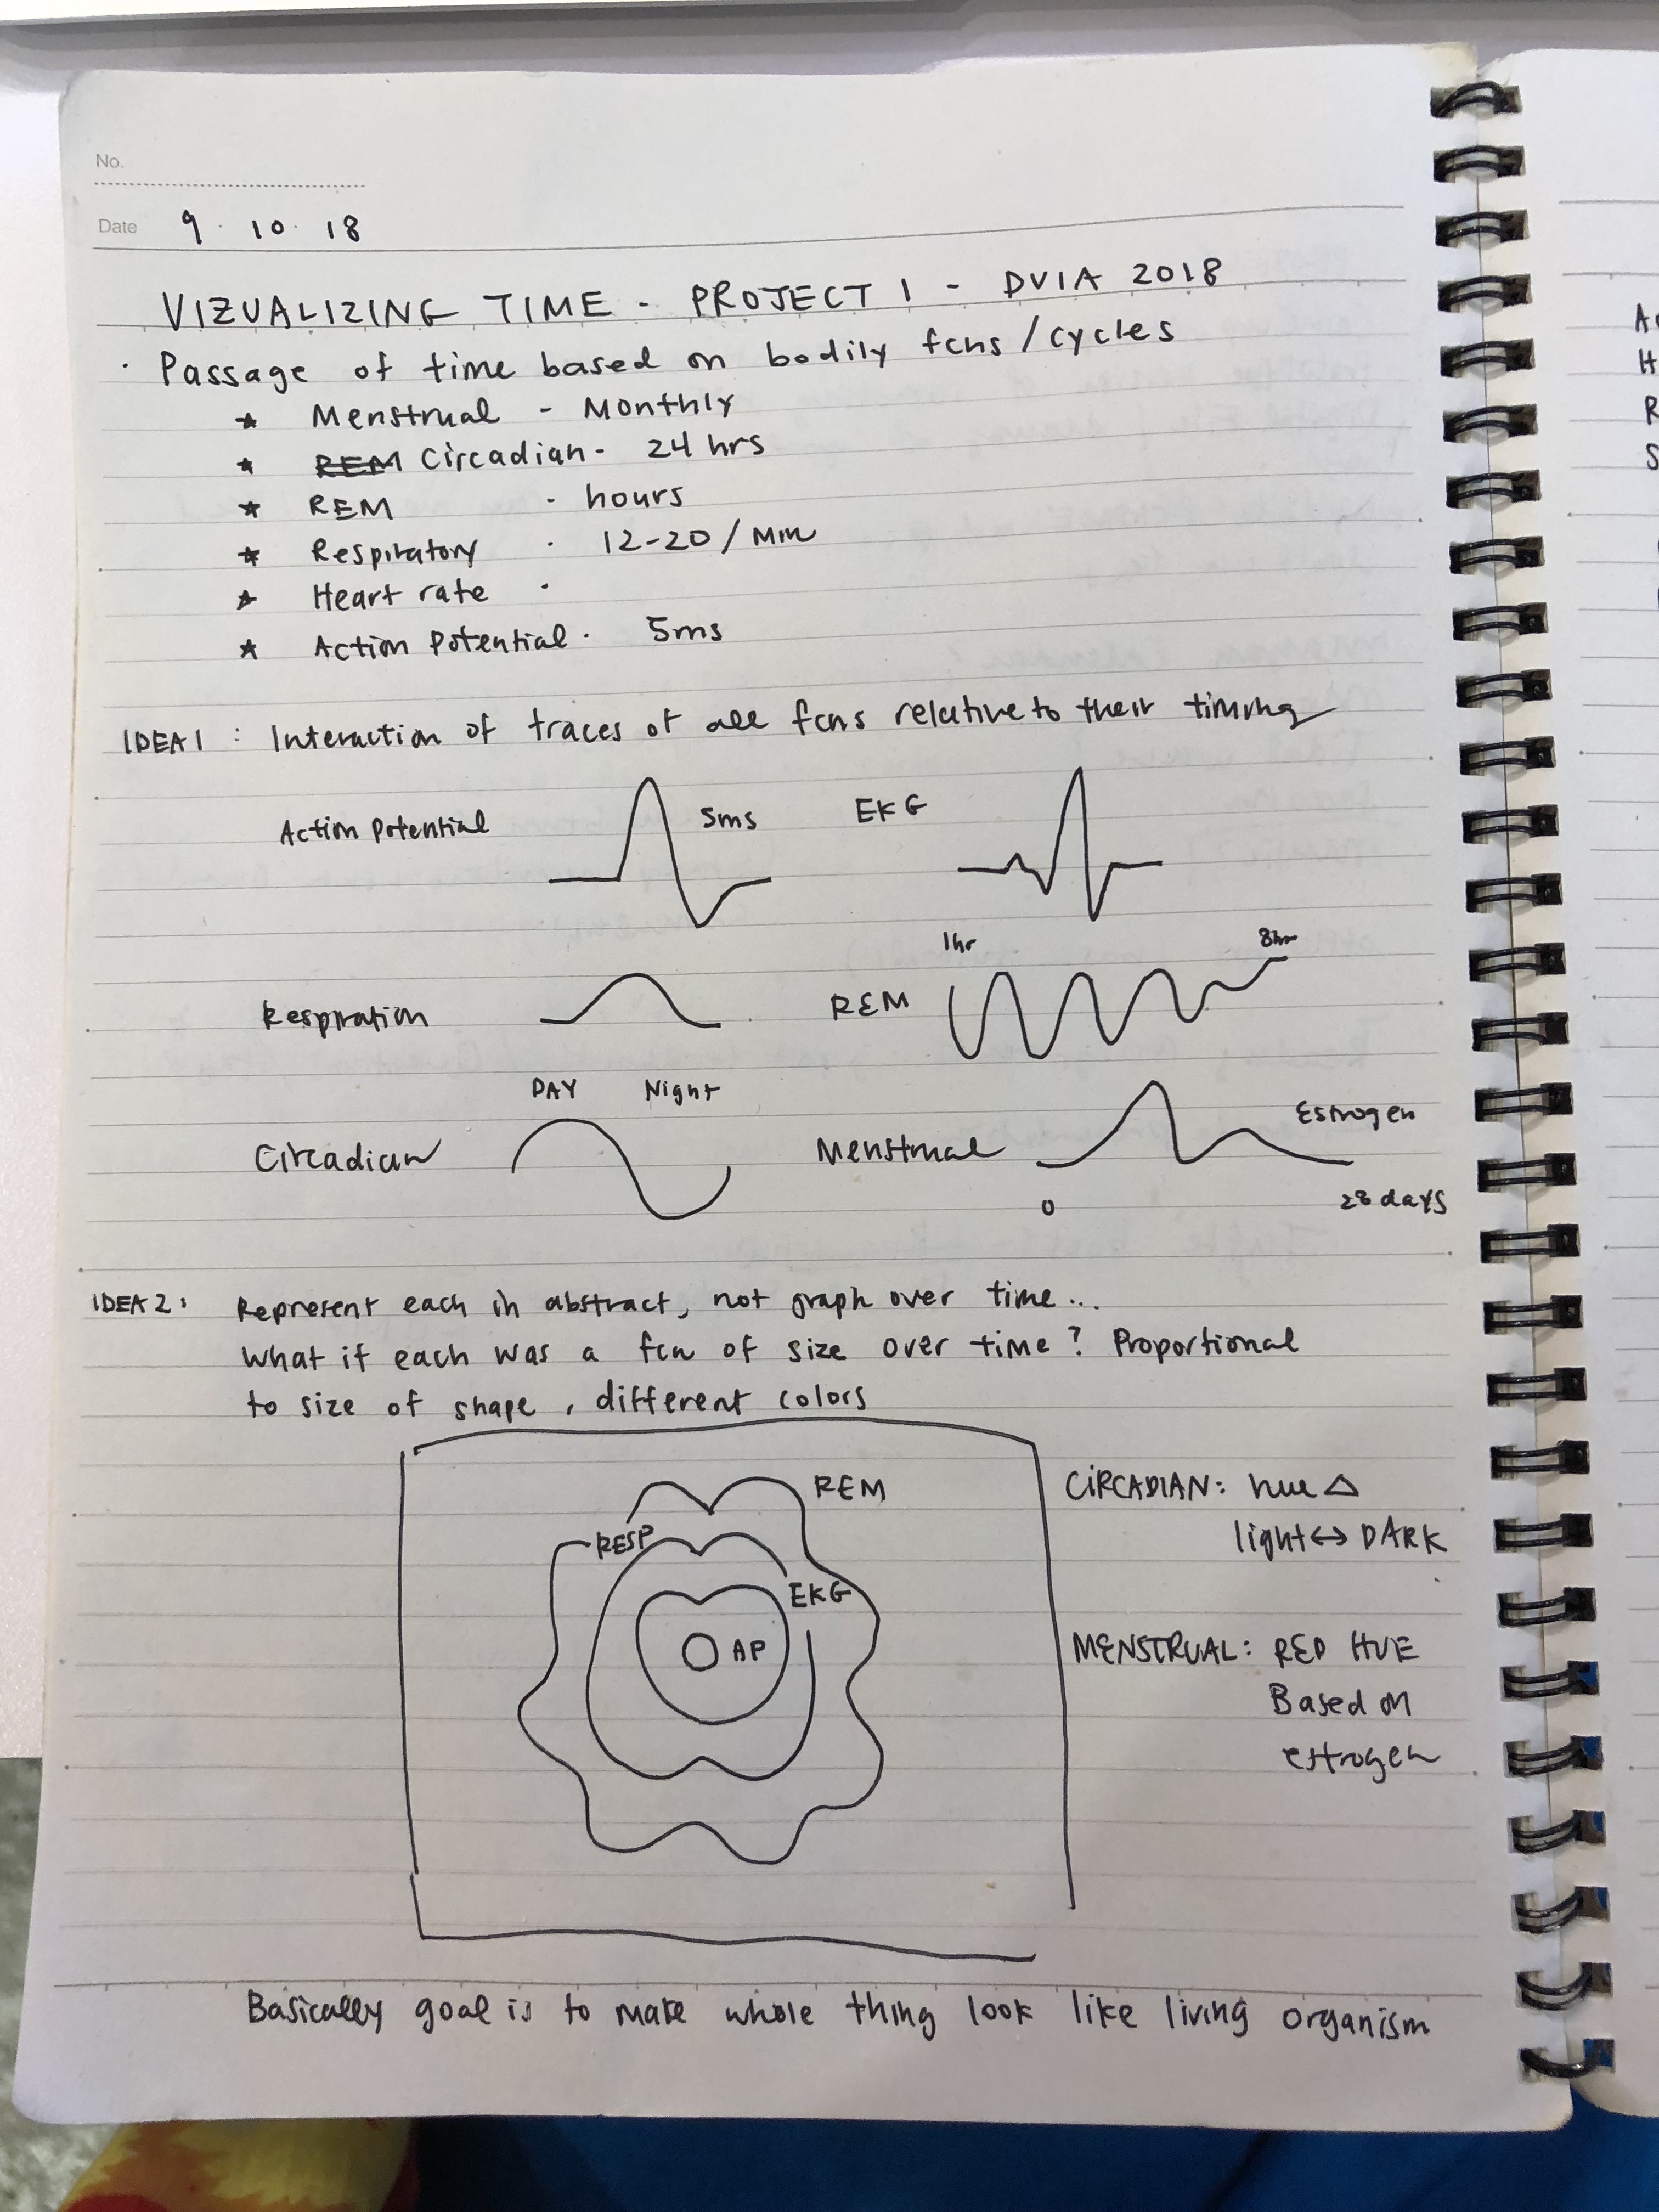 No.
Date 9 10 18
VIZUALIZING TIME - PROJECT 1 - DVIA 2018
· Passage of time based on bodily fcns/cycles
★ Menstrual - Monthly
★ REM Circadian - 24 hrs
★ REM - hours
★ Respiratory · 12-20/Min
★ Heart rate ·
★ Action Potential · 5ms
IDEA 1 : Interaction of traces of all fcns relative to their timing
Action Potential 5ms EKG
1hr 8hr
Respiration REM
DAY Night
Circadian Menstrual Estrogen
0 28 days
IDEA 2: Represent each in abstract, not graph over time...
What if each was a fcn of size over time? Proportional
to size of shape, different colors
REM
RESP
EKG
AP
CIRCADIAN: hue △
light ↔ DARK
MENSTRUAL: RED HUE
Based on
estrogen
Basically goal is to make whole thing look like living organism
A
H
R
S